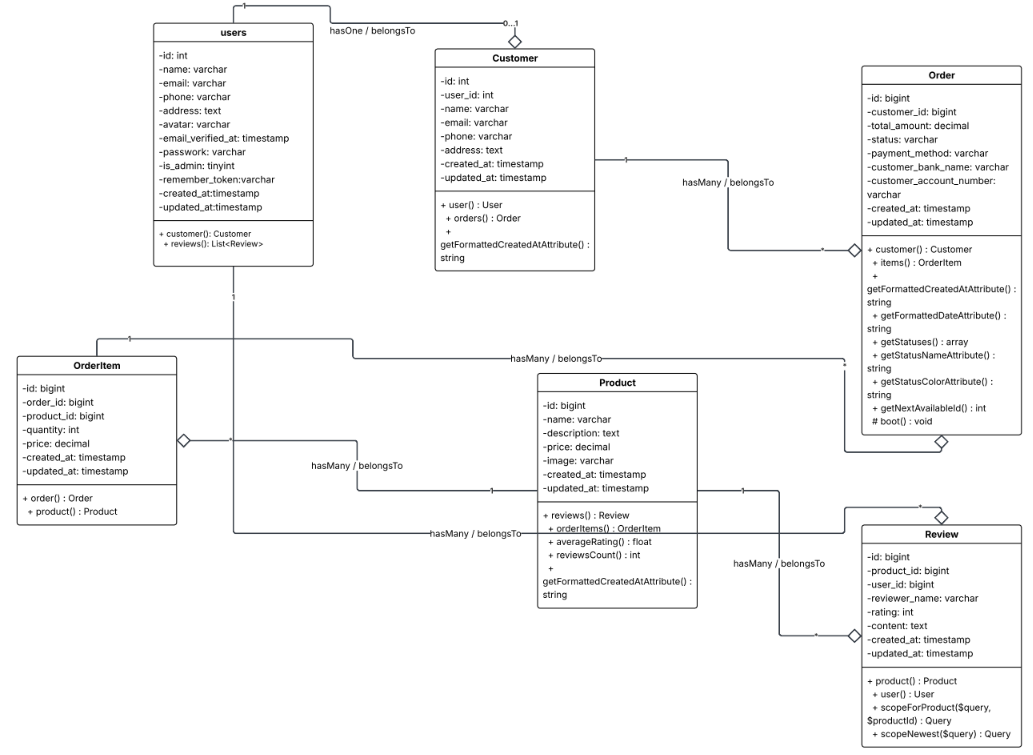 1
hasOne / belongsTo
0...1
users
-id: int
-name: varchar
-email: varchar
-phone: varchar
-address: text
-avatar: varchar
-email_verified_at: timestamp
-passwork: varchar
-is_admin: tinyint
-remember_token:varchar
-created_at:timestamp
-updated_at:timestamp
+ customer(): Customer
+ reviews(): List<Review>
1
Customer
-id: int
-user_id: int
-name: varchar
-email: varchar
-phone: varchar
-address: text
-created_at: timestamp
-updated_at: timestamp
+ user() : User
+ orders() : Order
+
getFormattedCreatedAtAttribute() :
string
1
hasMany / belongsTo
*
Order
-id: bigint
-customer_id: bigint
-total_amount: decimal
-status: varchar
-payment_method: varchar
-customer_bank_name: varchar
-customer_account_number:
varchar
-created_at: timestamp
-updated_at: timestamp
+ customer() : Customer
+ items() : OrderItem
+
getFormattedCreatedAtAttribute() :
string
+ getFormattedDateAttribute() :
string
+ getStatuses() : array
+ getStatusNameAttribute() :
string
+ getStatusColorAttribute() :
string
+ getNextAvailableId() : int
# boot() : void
1
hasMany / belongsTo
*
OrderItem
-id: bigint
-order_id: bigint
-product_id: bigint
-quantity: int
-price: decimal
-created_at: timestamp
-updated_at: timestamp
+ order() : Order
+ product() : Product
*
hasMany / belongsTo
1
Product
-id: bigint
-name: varchar
-description: text
-price: decimal
-image: varchar
-created_at: timestamp
-updated_at: timestamp
+ reviews() : Review
+ orderItems() : OrderItem
+ averageRating() : float
+ reviewsCount() : int
+
getFormattedCreatedAtAttribute() :
string
hasMany / belongsTo
*
1
hasMany / belongsTo
*
Review
-id: bigint
-product_id: bigint
-user_id: bigint
-reviewer_name: varchar
-rating: int
-content: text
-created_at: timestamp
-updated_at: timestamp
+ product() : Product
+ user() : User
+ scopeForProduct($query,
$productId) : Query
+ scopeNewest($query) : Query